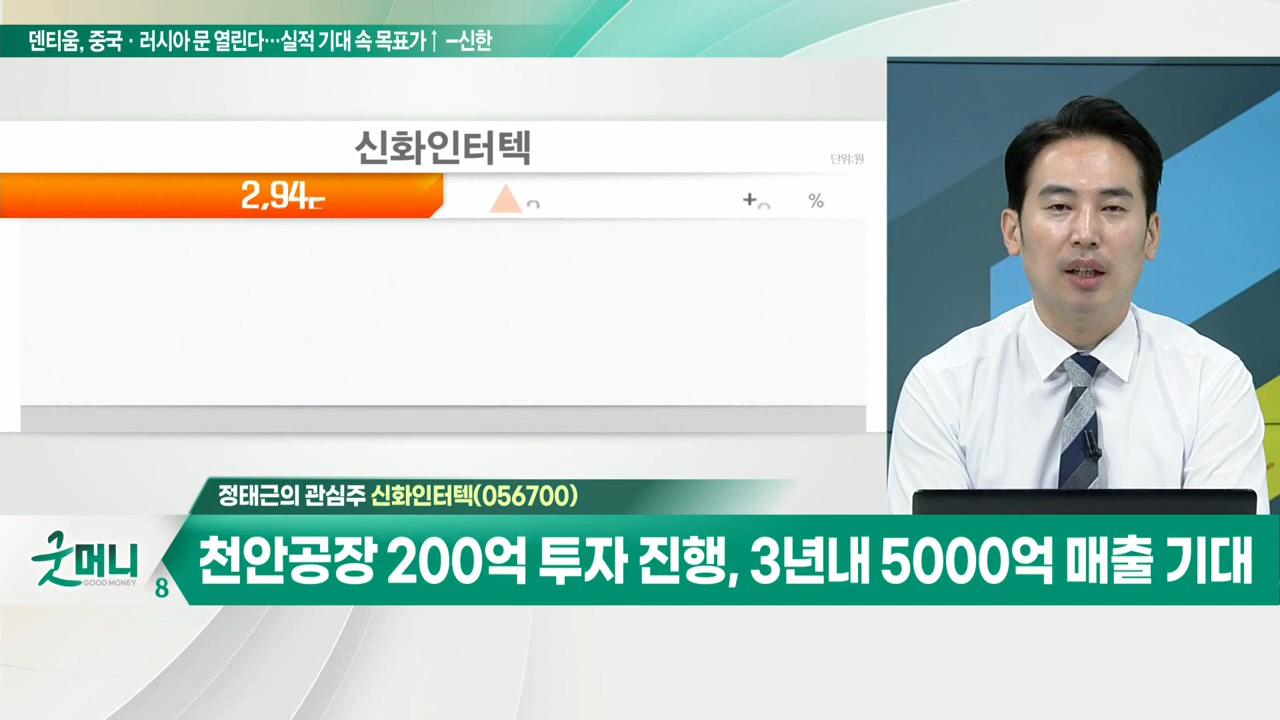 덴티움, 중국·러시아 문 열린다…실적 기대 속 목표가↑ -신한
신화인터텍
단위:원
+ %
정태근의 관심주 신화인터텍(056700)
굿머니
GOOD MONEY
8
천안공장 200억 투자 진행, 3년내 5000억 매출 기대